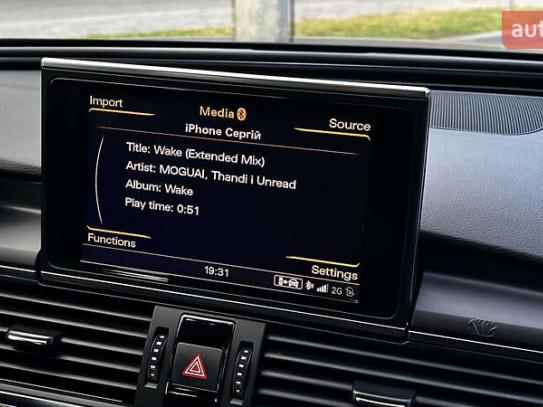 auto
Import
Media
Source
iPhone Сергій
Title: Wake (Extended Mix)
Artist: MOGUAI, Thandi i Unread
Album: Wake
Play time: 0:51
Functions
19:31
Settings
2G